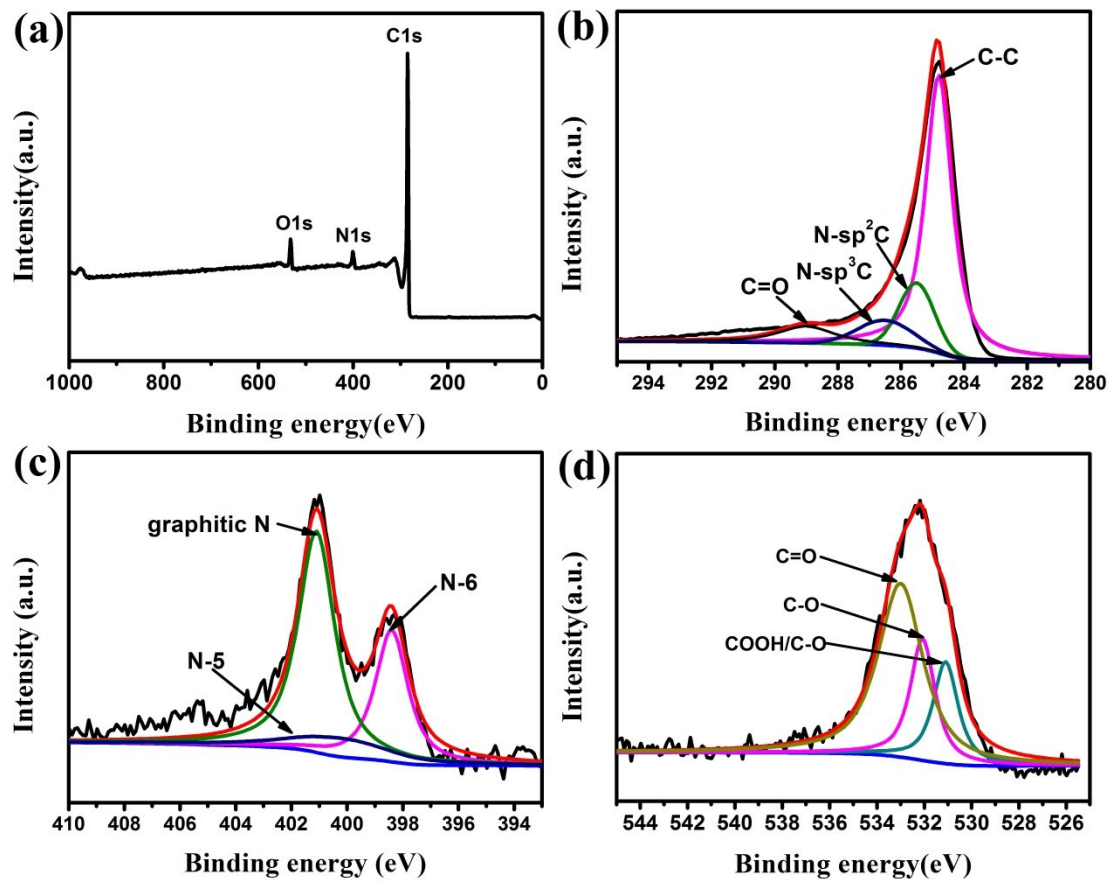 (a)
C1s
O1s
N1s
Intensity(a.u.)
1000 800 600 400 200 0
Binding energy(eV)
(b)
C-C
N-sp²C
N-sp³C
C=O
Intensity (a.u.)
294 292 290 288 286 284 282 280
Binding energy (eV)
(c)
graphitic N
N-6
N-5
Intensity (a.u.)
410 408 406 404 402 400 398 396 394
Binding energy (eV)
(d)
C=O
C-O
COOH/C-O
Intensity(a.u.)
544 542 540 538 536 534 532 530 528 526
Binding energy(eV)